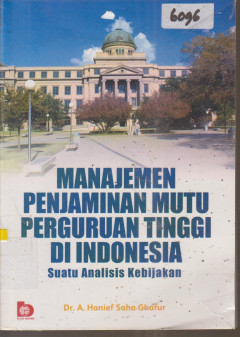 6096
MANAJEMEN
PENJAMINAN MUTU
PERGURUAN TINGGI
DI INDONESIA
Suatu Analisis Kebijakan
Dr. A. Hanief Saha Ghafur